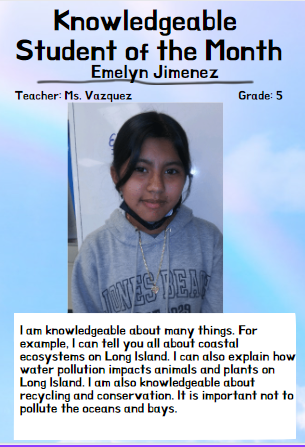 Knowledgeable
Student of the Month
Emelyn Jimenez
Teacher: Ms. Vazquez Grade: 5
JONES BEACH
I am knowledgeable about many things. For
example, I can tell you all about coastal
ecosystems on Long Island. I can also explain how
water pollution impacts animals and plants on
Long Island. I am also knowledgeable about
recycling and conservation. It is important not to
pollute the oceans and bays.